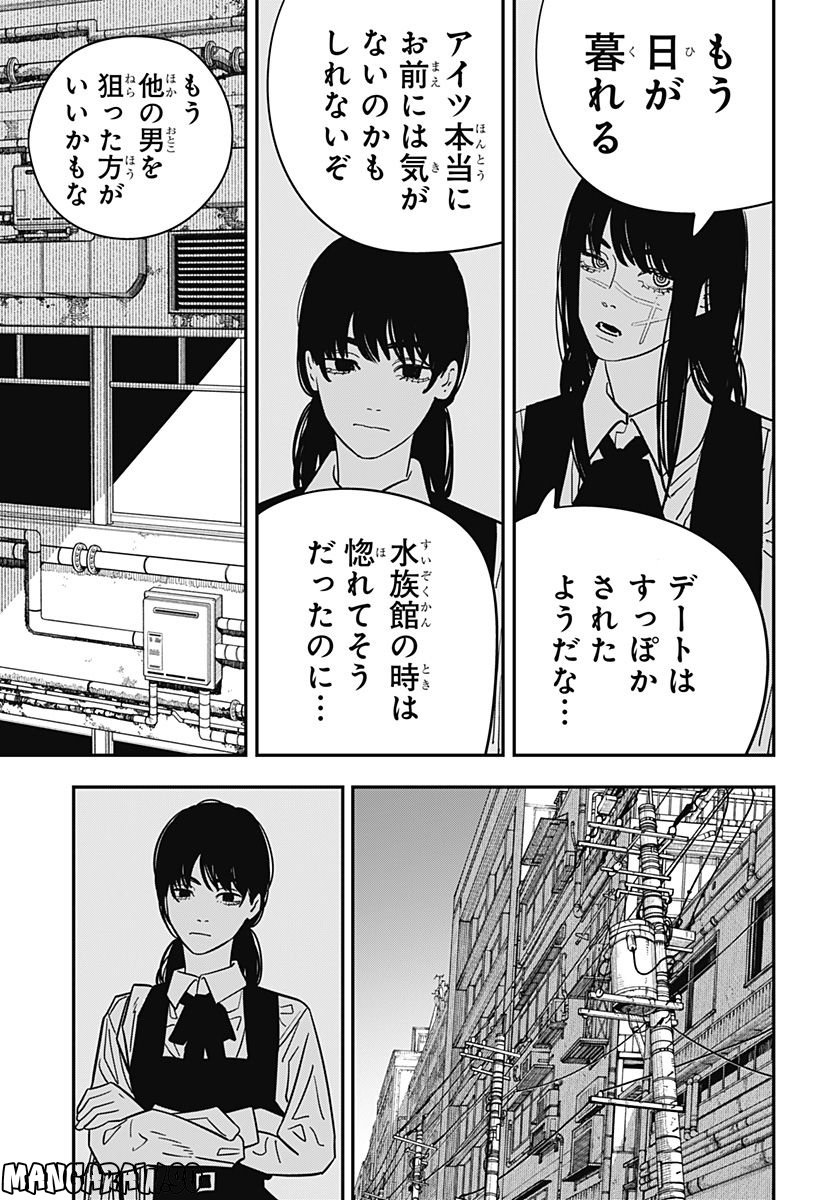 もう
日が
暮れる
デートは
すっぽか
された
ようだな…
アイツ本当に
お前には気が
ないのかも
しれないぞ
水族館の時は
惚れてそう
だったのに…
もう
他の男を
狙った方が
いいかもな